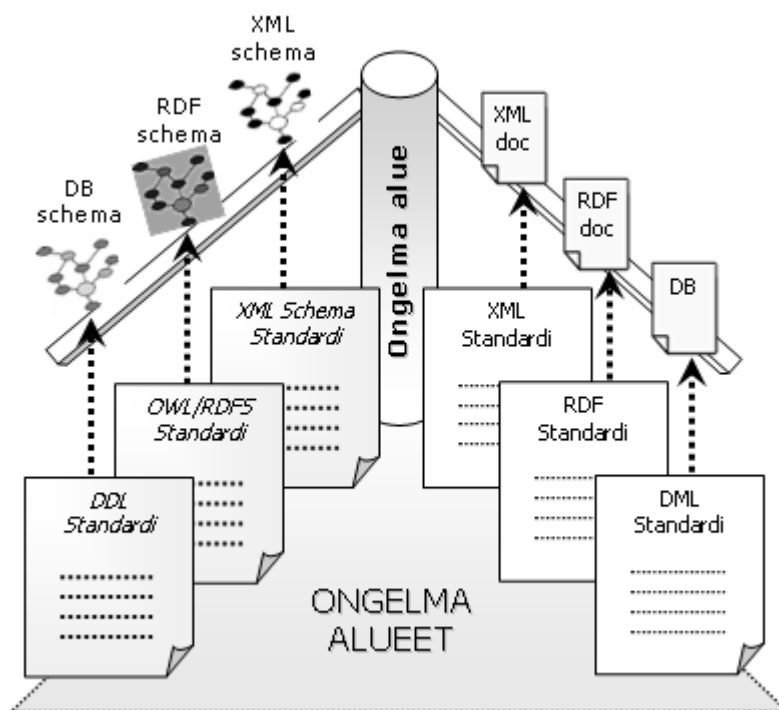 XML
schema
RDF
schema
DB
schema
XML
doc
RDF
doc
DB
Ongelma alue
XML Schema
Standardi
OWL/RDFS
Standardi
DDL
Standardi
XML
Standardi
RDF
Standardi
DML
Standardi
ONGELMA
ALUEET